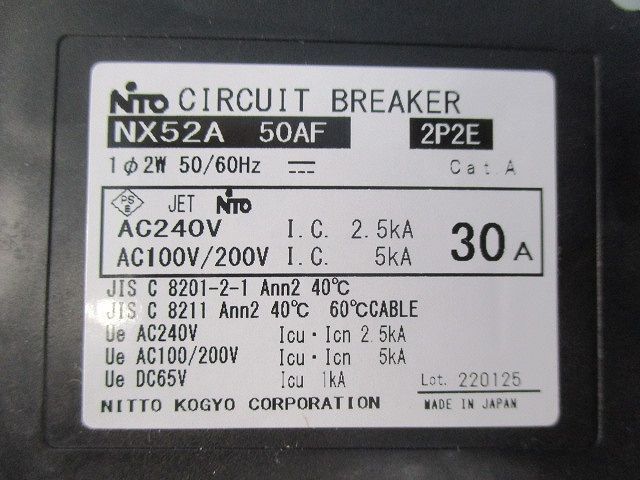 NITO CIRCUIT BREAKER
NX52A 50AF 2P2E
1φ2W 50/60Hz ⎓ Cat.A
PS E JET NITO
AC240V I.C. 2.5kA
AC100V/200V I.C. 5kA
30A
JIS C 8201-2-1 Ann2 40℃
JIS C 8211 Ann2 40℃ 60℃CABLE
Ue AC240V Icu・Icn 2.5kA
Ue AC100/200V Icu・Icn 5kA
Ue DC65V Icu 1kA
Lot. 220125
NITTO KOGYO CORPORATION MADE IN JAPAN